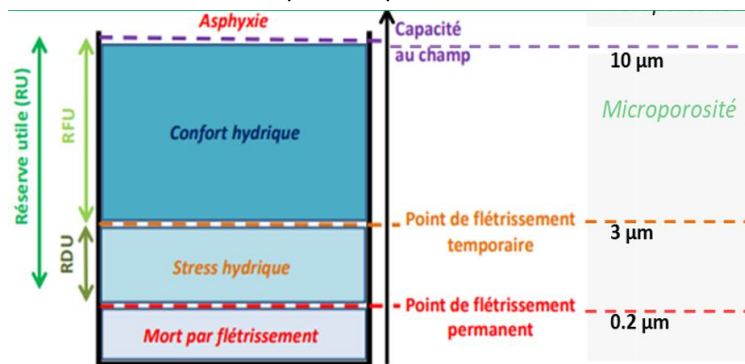 Asphyxie
Capacité
au champ
10 µm
Microporosité
Réserve utile (RU)
RFU
Confort hydrique
Point de flétrissement
temporaire
3 µm
RDU
Stress hydrique
Point de flétrissement
permanent
0.2 µm
Mort par flétrissement